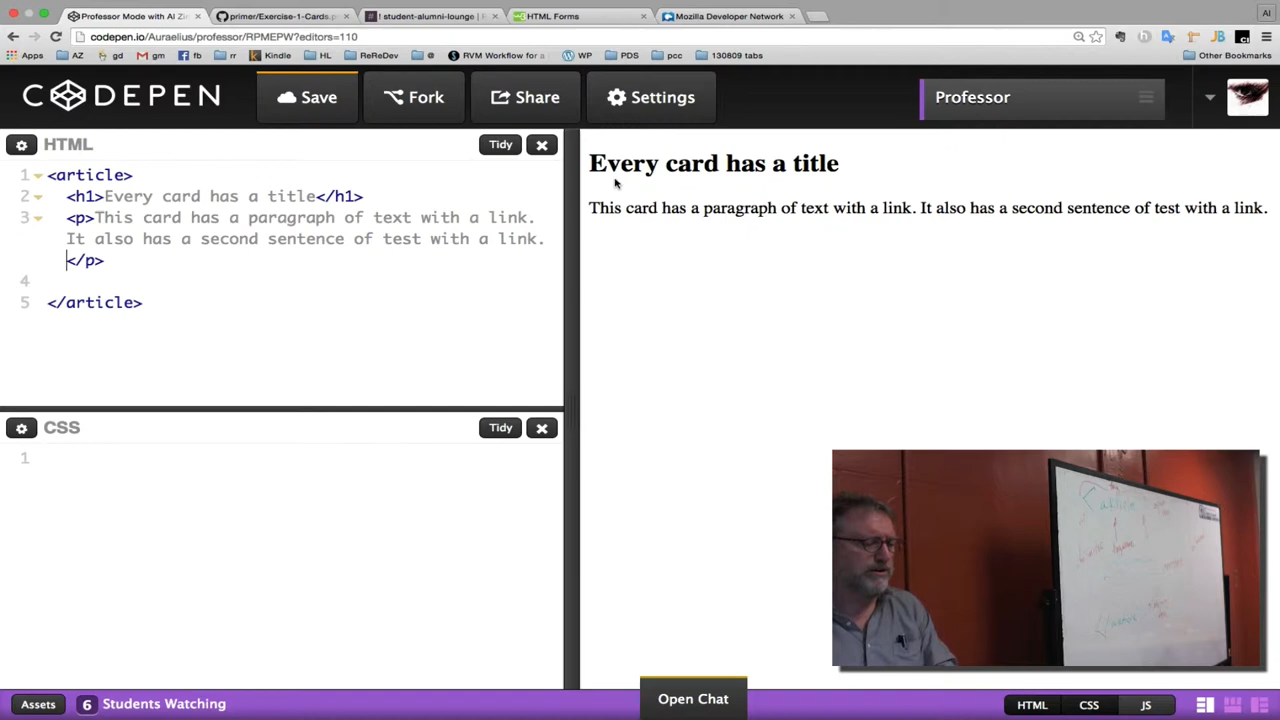 Professor Mode with Al Zim
primer/Exercise-1-Cards.p
! student-alumni-lounge |
HTML Forms
Mozilla Developer Network
Al
codepen.io/Auraelius/professor/RPMEPW?editors=110
Apps
AZ
gd
gm
fb
rr
Kindle
HL
ReReDev
@
RVM Workflow for a
WP
PDS
pcc
130809 tabs
Other Bookmarks
CODEPEN
Save
Fork
Share
Settings
Professor
HTML
Tidy
1 <article>
2 <h1>Every card has a title</h1>
3 <p>This card has a paragraph of text with a link.
It also has a second sentence of test with a link.
</p>
4
5 </article>
Every card has a title
This card has a paragraph of text with a link. It also has a second sentence of test with a link.
CSS
Tidy
1
Assets
6 Students Watching
Open Chat
HTML
CSS
JS